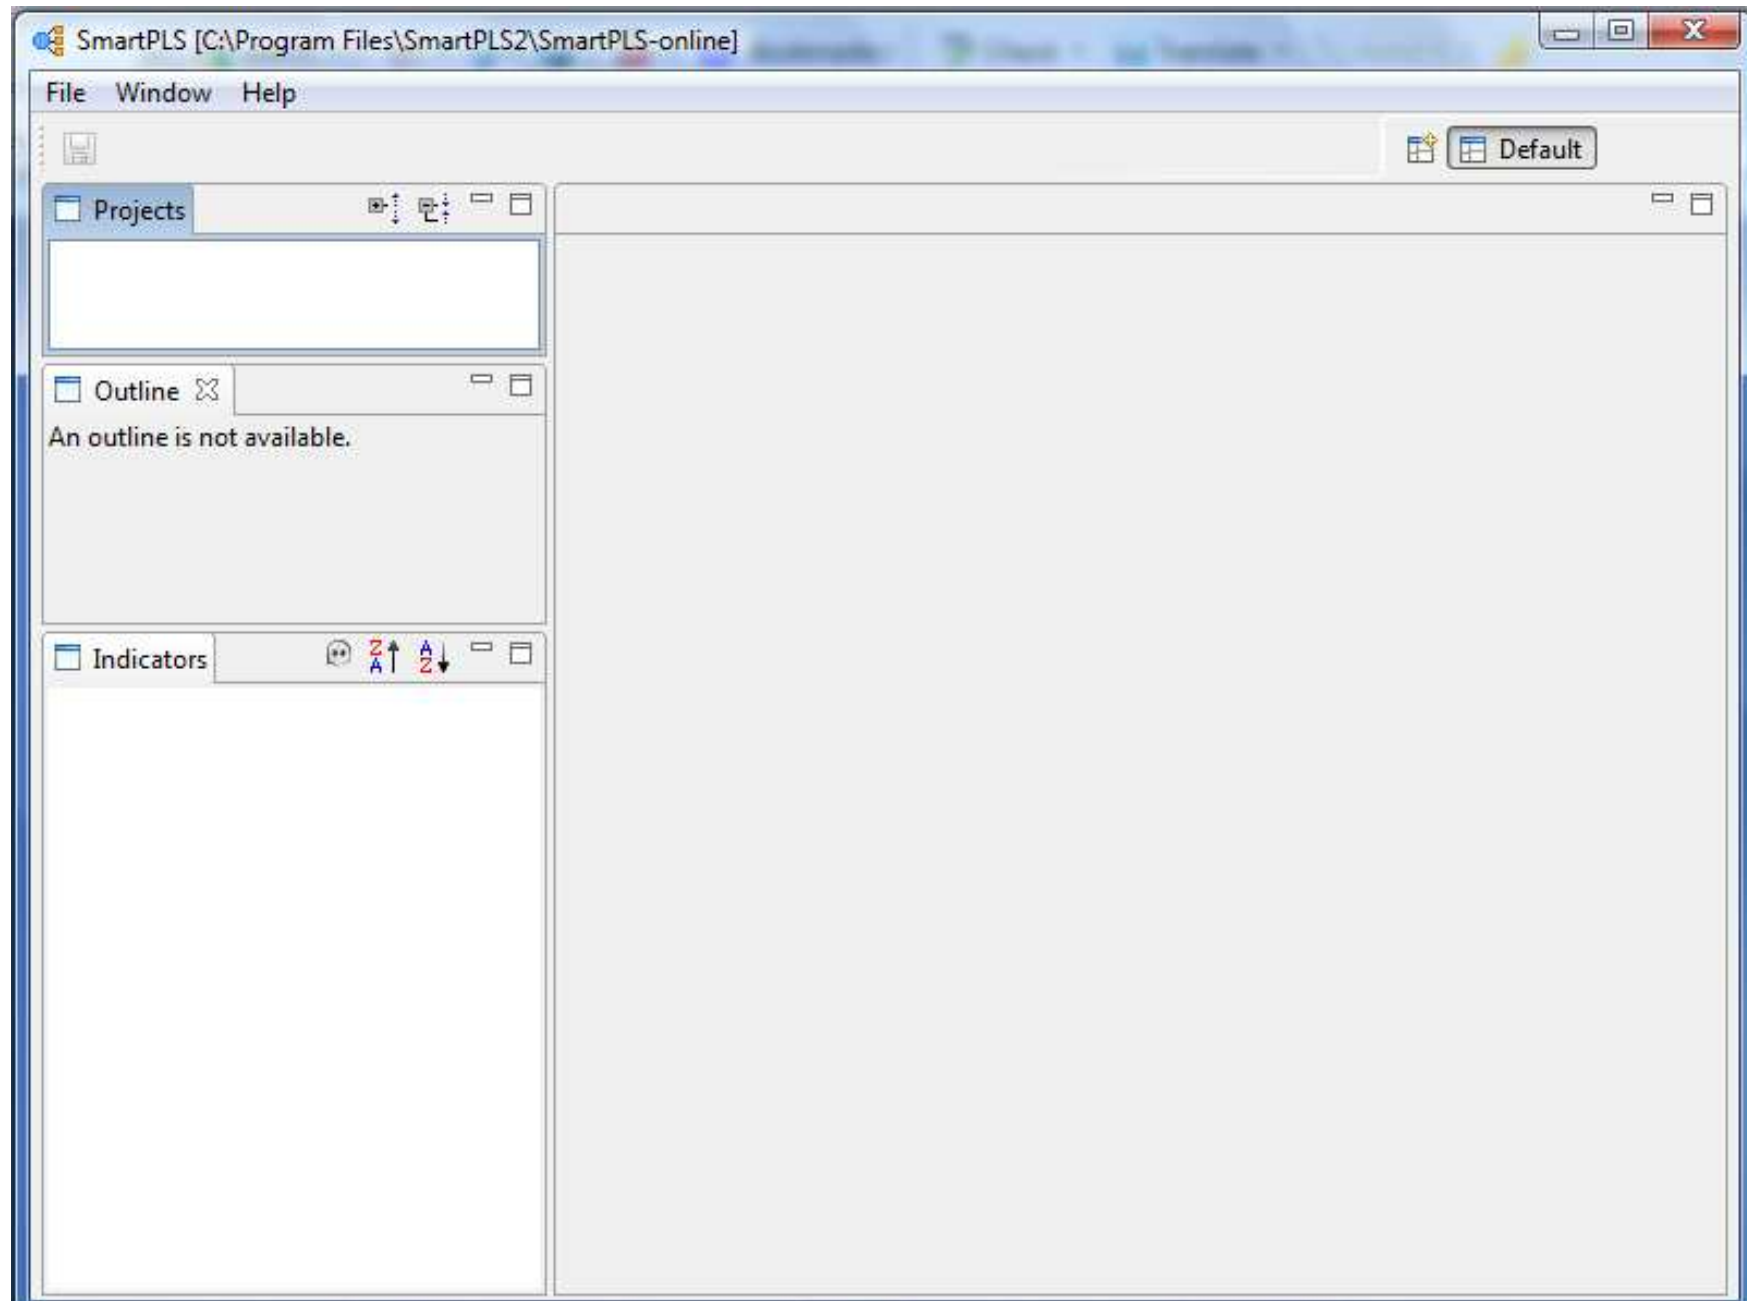 SmartPLS [C:\Program Files\SmartPLS2\SmartPLS-online]
File Window Help
Default
Projects
Outline
An outline is not available.
Indicators